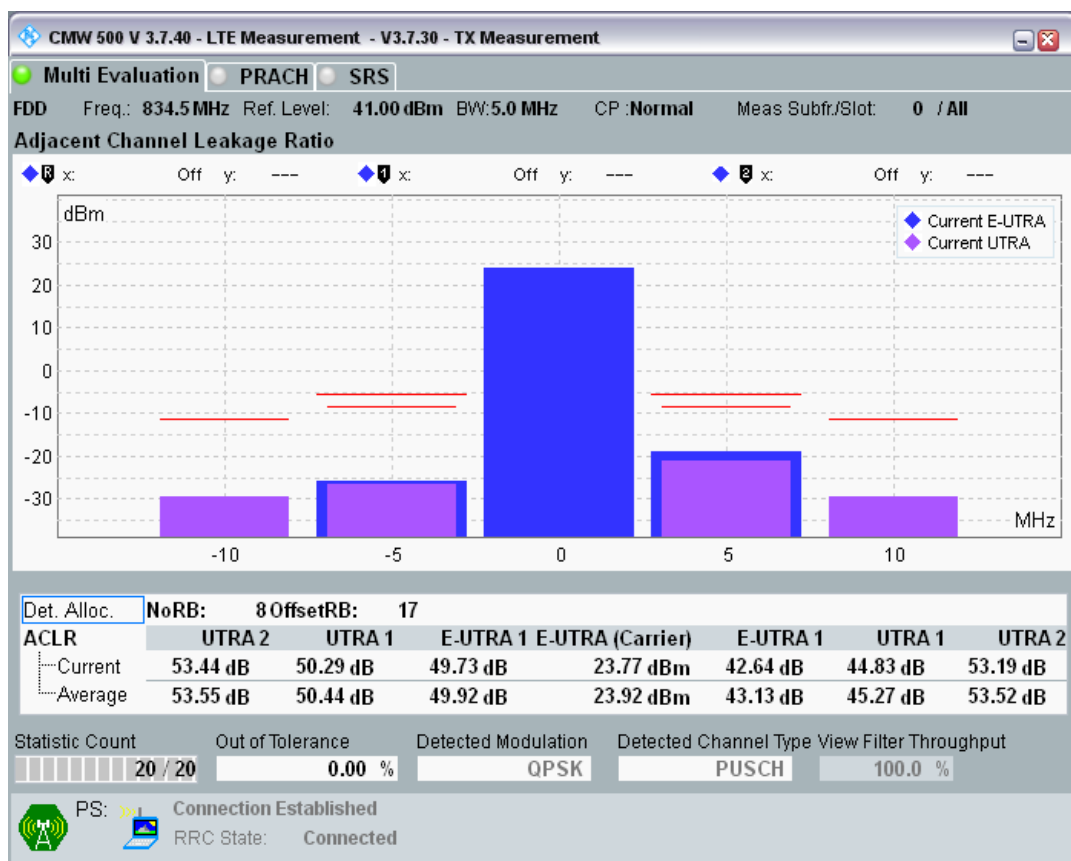 CMW 500 V 3.7.40 - LTE Measurement - V3.7.30 - TX Measurement
Multi Evaluation PRACH SRS
FDD Freq.: 834.5 MHz Ref. Level: 41.00 dBm BW:5.0 MHz CP :Normal Meas Subfr./Slot: 0 / All
Adjacent Channel Leakage Ratio
R x: Off y: --- 1 x: Off y: --- 2 x: Off y: ---
dBm
Current E-UTRA
Current UTRA
30
20
10
0
-10
-20
-30
MHz
-10 -5 0 5 10
Det. Alloc. NoRB: 8 OffsetRB: 17
ACLR UTRA 2 UTRA 1 E-UTRA 1 E-UTRA (Carrier) E-UTRA 1 UTRA 1 UTRA 2
Current 53.44 dB 50.29 dB 49.73 dB 23.77 dBm 42.64 dB 44.83 dB 53.19 dB
Average 53.55 dB 50.44 dB 49.92 dB 23.92 dBm 43.13 dB 45.27 dB 53.52 dB
Statistic Count Out of Tolerance Detected Modulation Detected Channel Type View Filter Throughput
20 / 20 0.00 % QPSK PUSCH 100.0 %
PS: Connection Established
RRC State: Connected